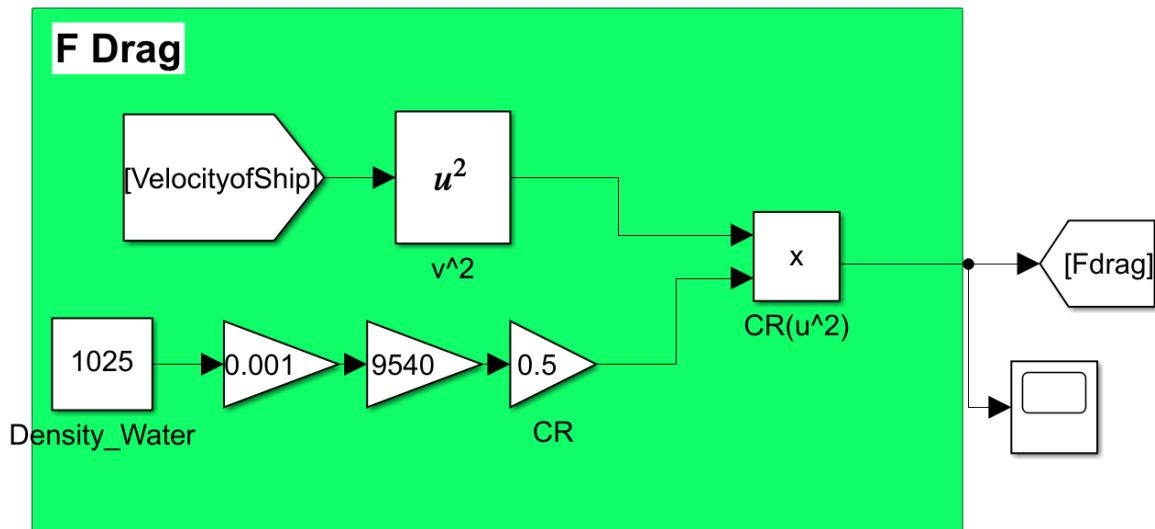 F Drag
[VelocityofShip]
u²
v^2
x
CR(u^2)
[Fdrag]
1025
0.001
9540
0.5
Density_Water
CR